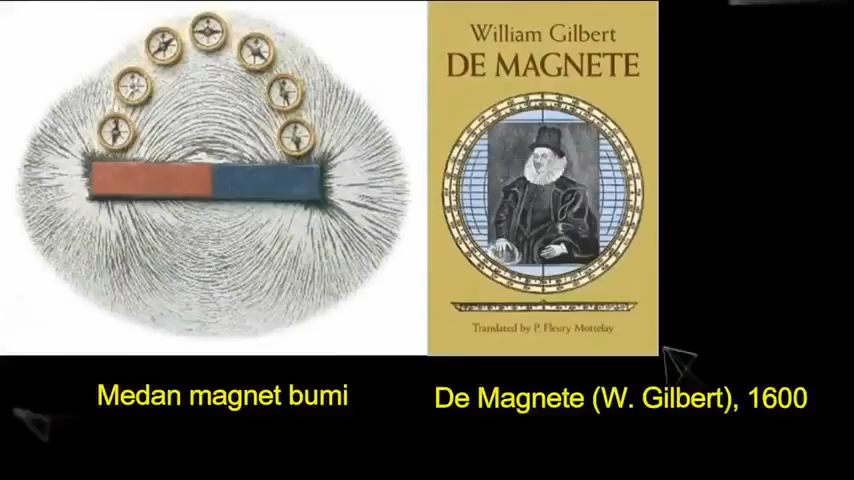 William Gilbert
DE MAGNETE
Translated by P. Fleury Mottelay
Medan magnet bumi
De Magnete (W. Gilbert), 1600